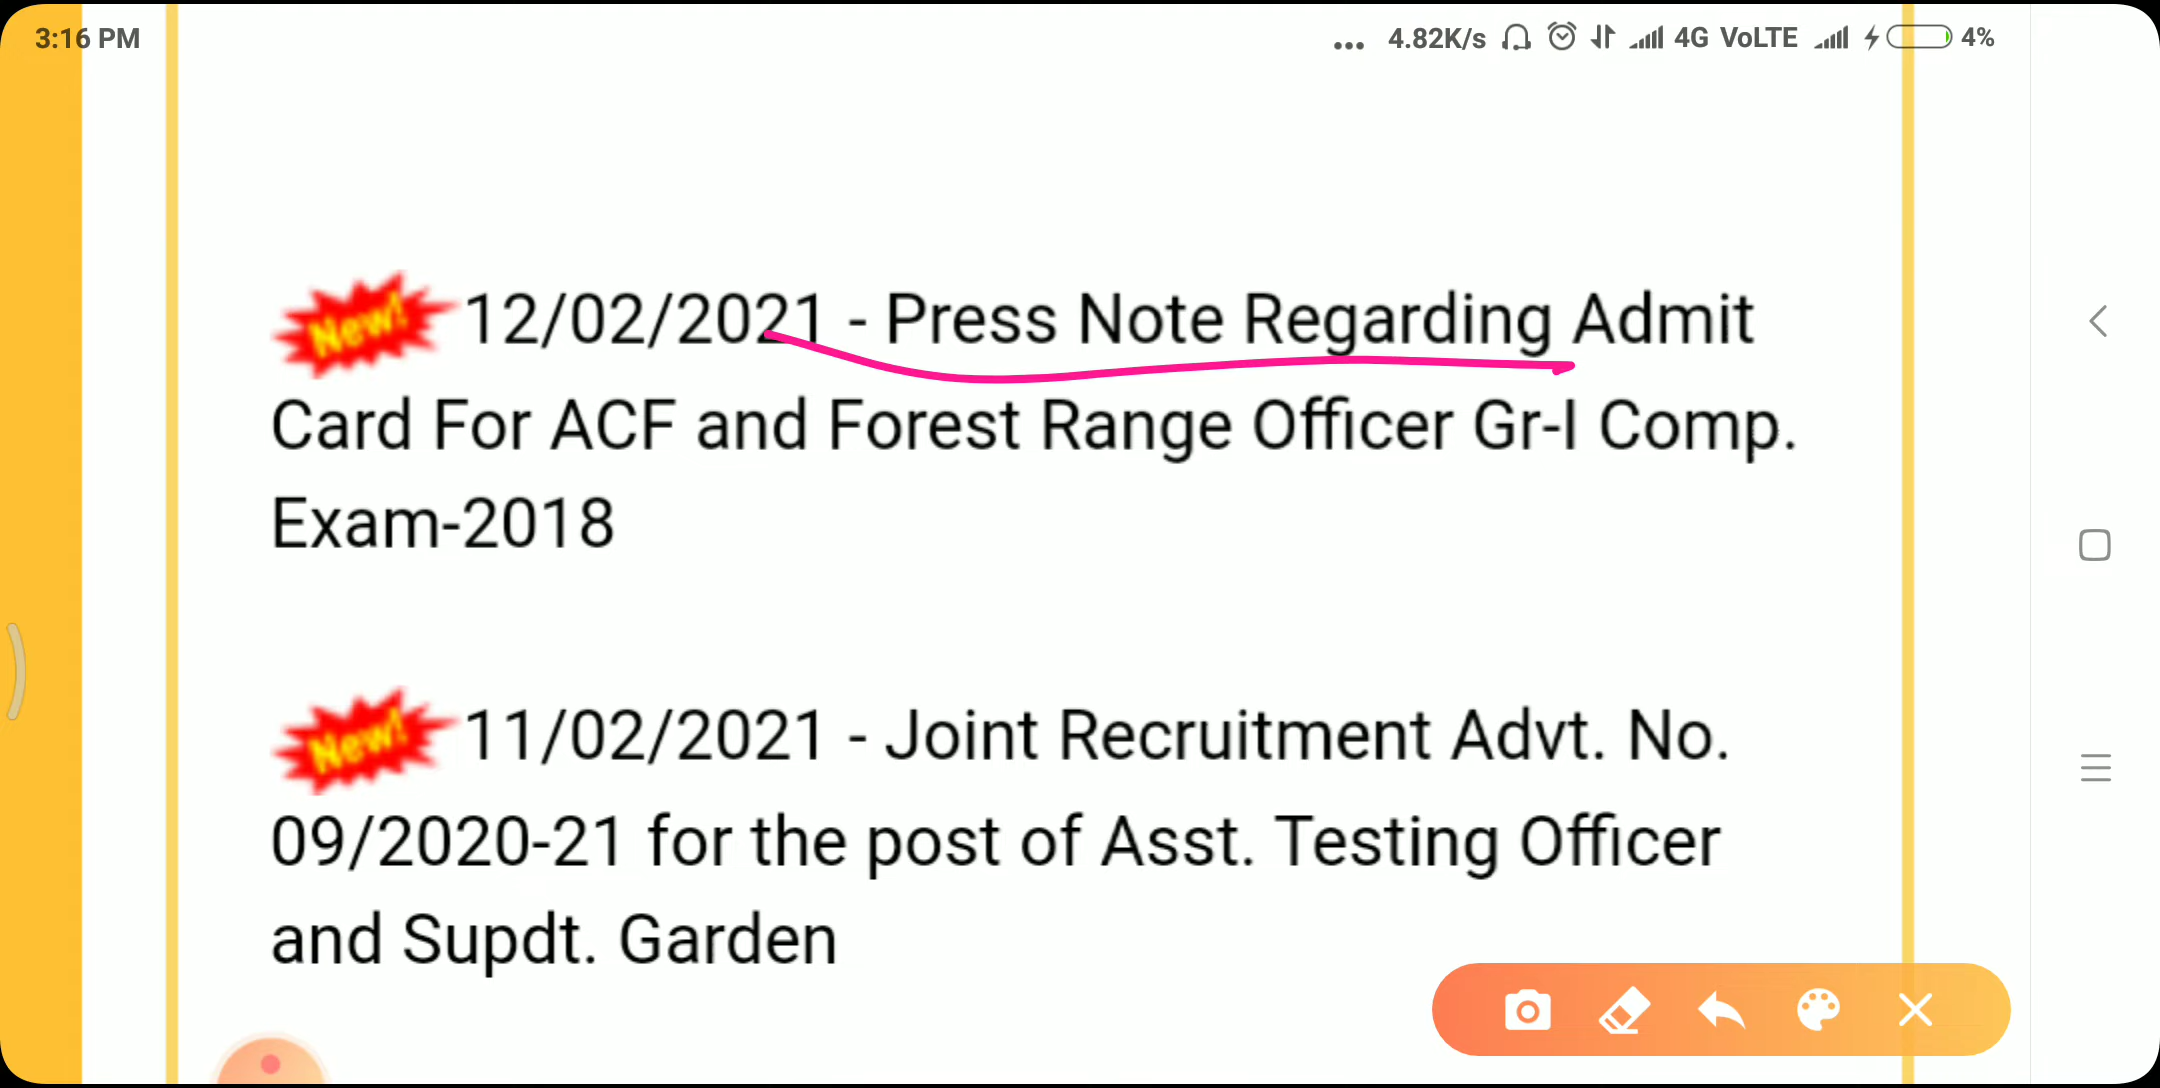 3:16 PM
... 4.82K/s 4G VoLTE 4%
New! 12/02/2021 - Press Note Regarding Admit
Card For ACF and Forest Range Officer Gr-I Comp.
Exam-2018
New! 11/02/2021 - Joint Recruitment Advt. No.
09/2020-21 for the post of Asst. Testing Officer
and Supdt. Garden